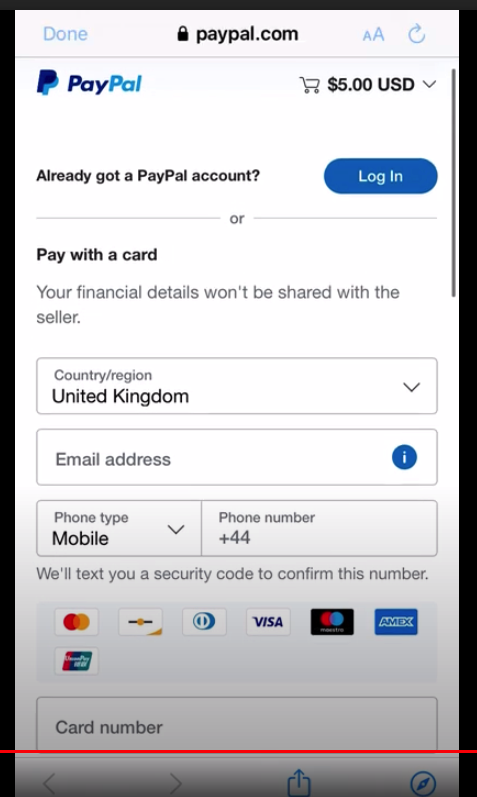 Done
paypal.com
AA
PayPal
$5.00 USD
Already got a PayPal account?
Log In
or
Pay with a card
Your financial details won't be shared with the
seller.
Country/region
United Kingdom
Email address
i
Phone type
Mobile
Phone number
+44
We'll text you a security code to confirm this number.
VISA
maestro
AMEX
UnionPay
Card number